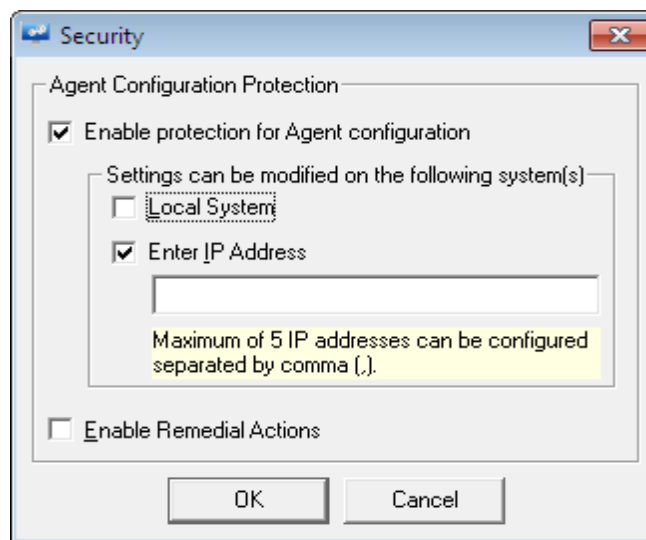 Security
Agent Configuration Protection
Enable protection for Agent configuration
Settings can be modified on the following system(s)
Local System
Enter IP Address
Maximum of 5 IP addresses can be configured
separated by comma (,).
Enable Remedial Actions
OK
Cancel